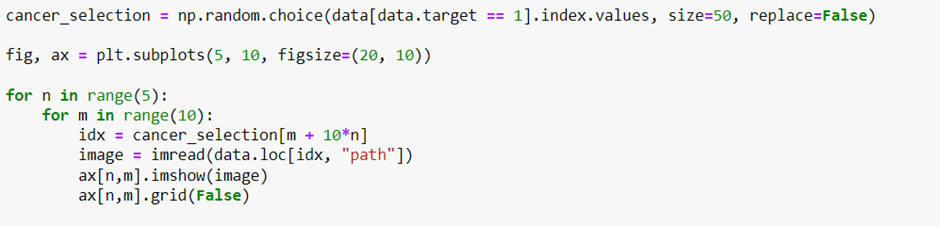 cancer_selection = np.random.choice(data[data.target == 1].index.values, size=50, replace=False)
fig, ax = plt.subplots(5, 10, figsize=(20, 10))
for n in range(5):
    for m in range(10):
        idx = cancer_selection[m + 10*n]
        image = imread(data.loc[idx, "path"])
        ax[n,m].imshow(image)
        ax[n,m].grid(False)